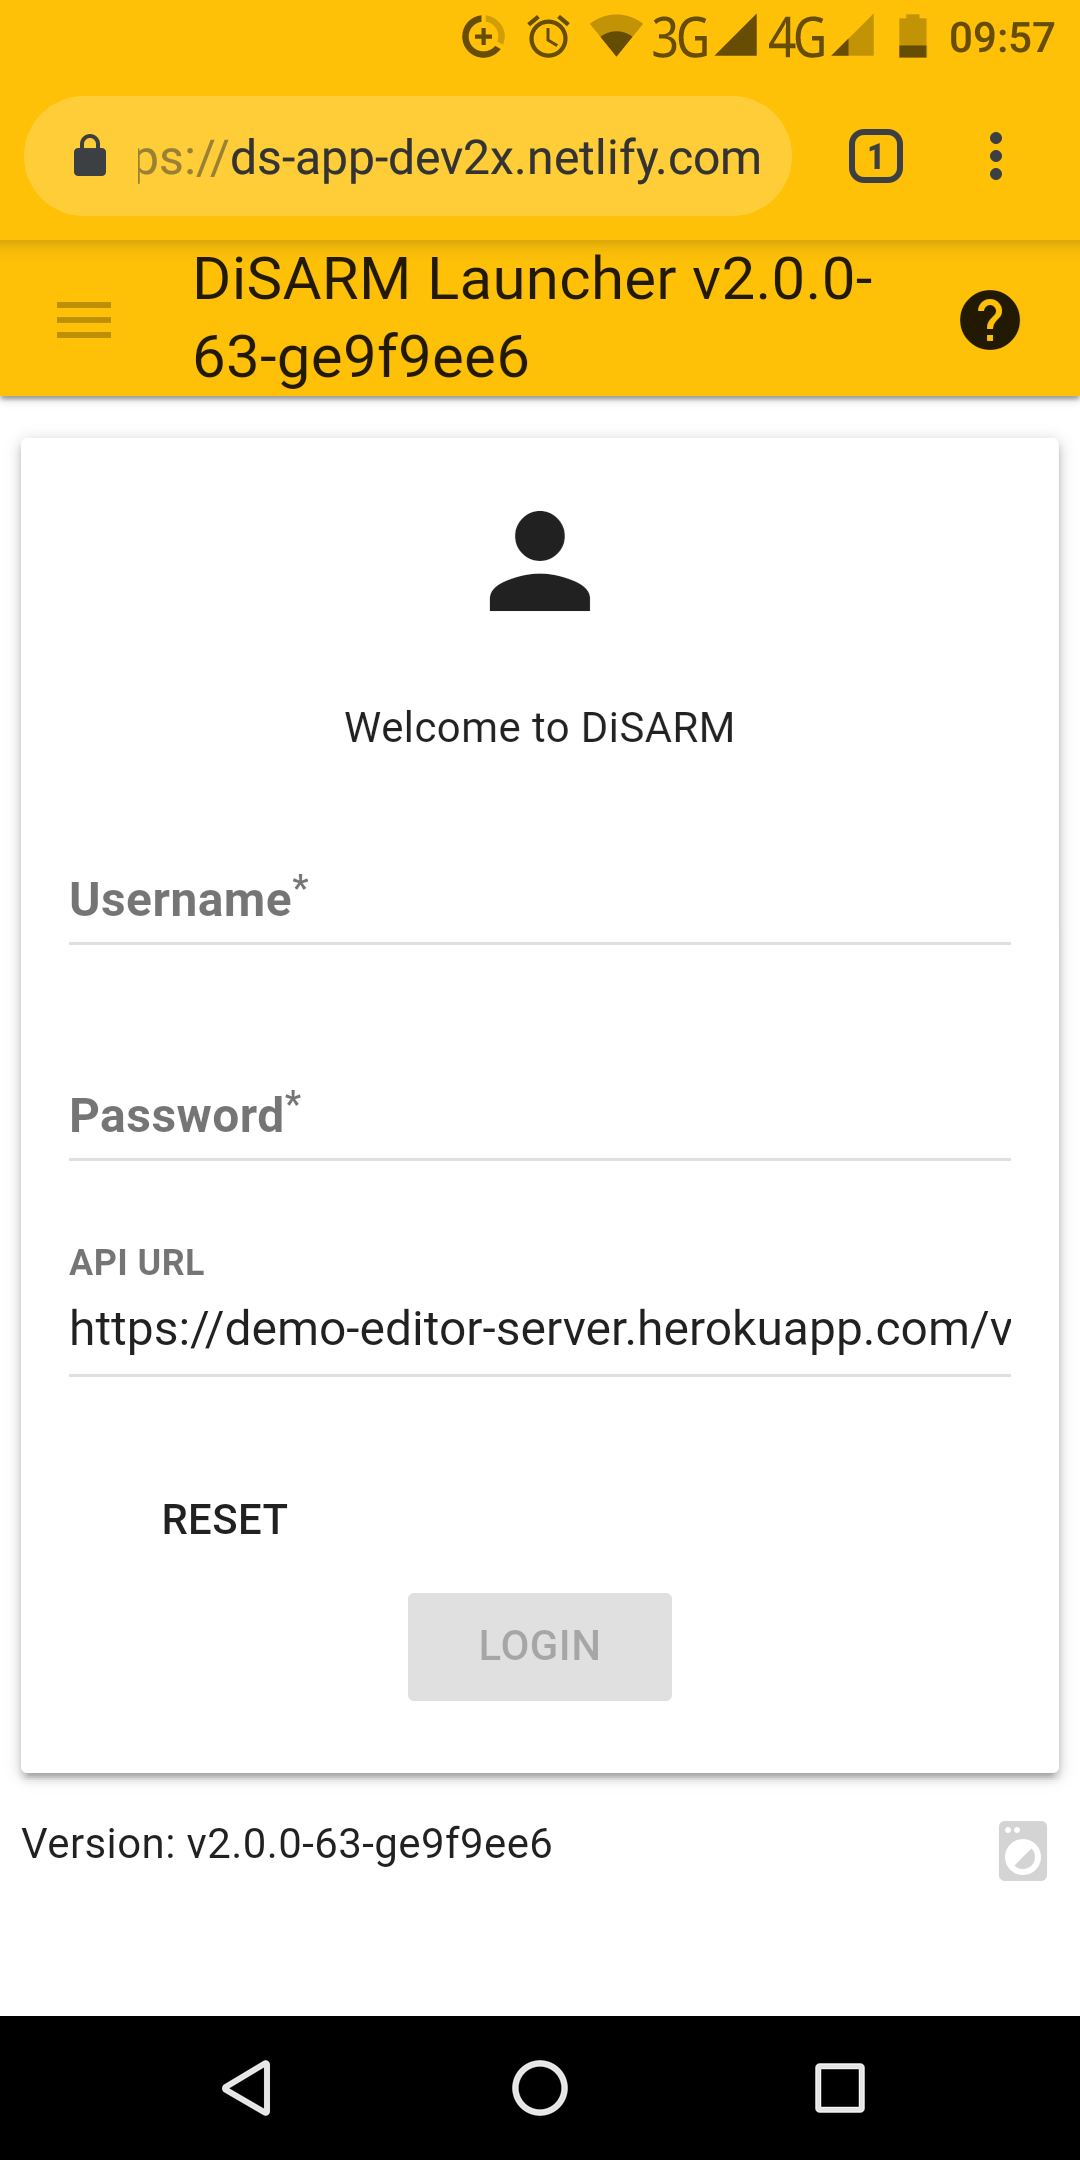 3G 4G 09:57
ps://ds-app-dev2x.netlify.com 1
DiSARM Launcher v2.0.0-
63-ge9f9ee6
Welcome to DiSARM
Username*
Password*
API URL
https://demo-editor-server.herokuapp.com/v
RESET
LOGIN
Version: v2.0.0-63-ge9f9ee6